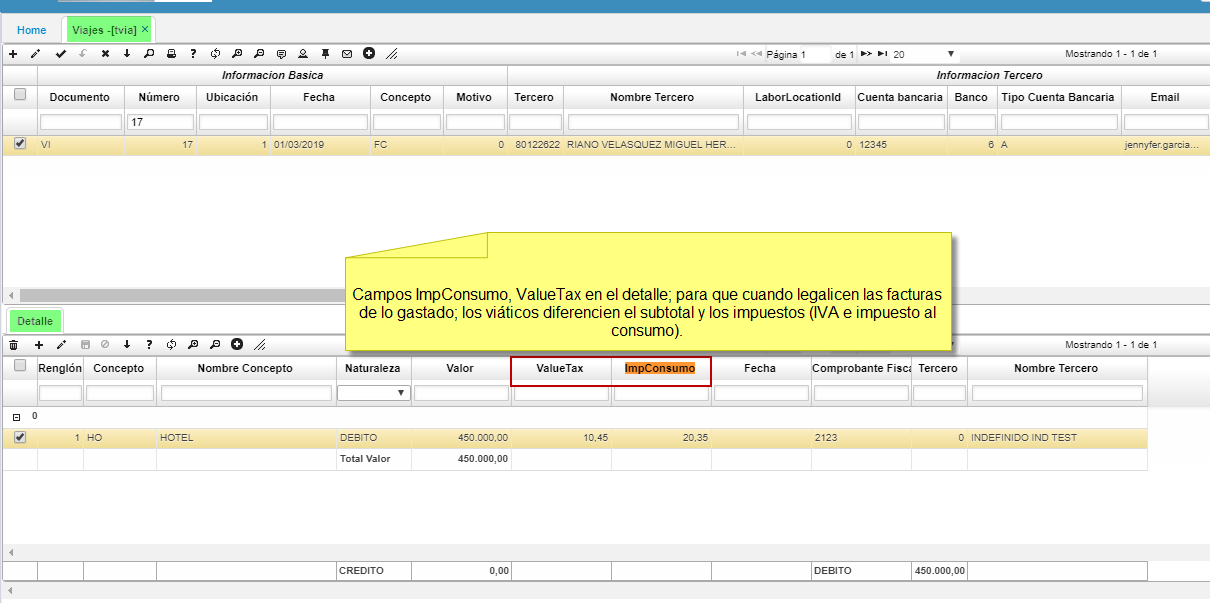 Home
Viajes -[tvia] ×
Página 1 de 1 20
Mostrando 1 - 1 de 1
Informacion Basica Informacion Tercero
Documento Número Ubicación Fecha Concepto Motivo Tercero Nombre Tercero LaborLocationId Cuenta bancaria Banco Tipo Cuenta Bancaria Email
17
VI 17 1 01/03/2019 FC 0 80122622 RIANO VELASQUEZ MIGUEL HER... 0 12345 6 A jennyfer.garcia...
Campos ImpConsumo, ValueTax en el detalle; para que cuando legalicen las facturas
de lo gastado; los viáticos diferencien el subtotal y los impuestos (IVA e impuesto al
consumo).
Detalle
Mostrando 1 - 1 de 1
Renglón Concepto Nombre Concepto Naturaleza Valor ValueTax ImpConsumo Fecha Comprobante Fisca Tercero Nombre Tercero
0
1 HO HOTEL DEBITO 450.000,00 10,45 20,35 2123 0 INDEFINIDO IND TEST
Total Valor 450.000,00
CREDITO 0,00 DEBITO 450.000,00